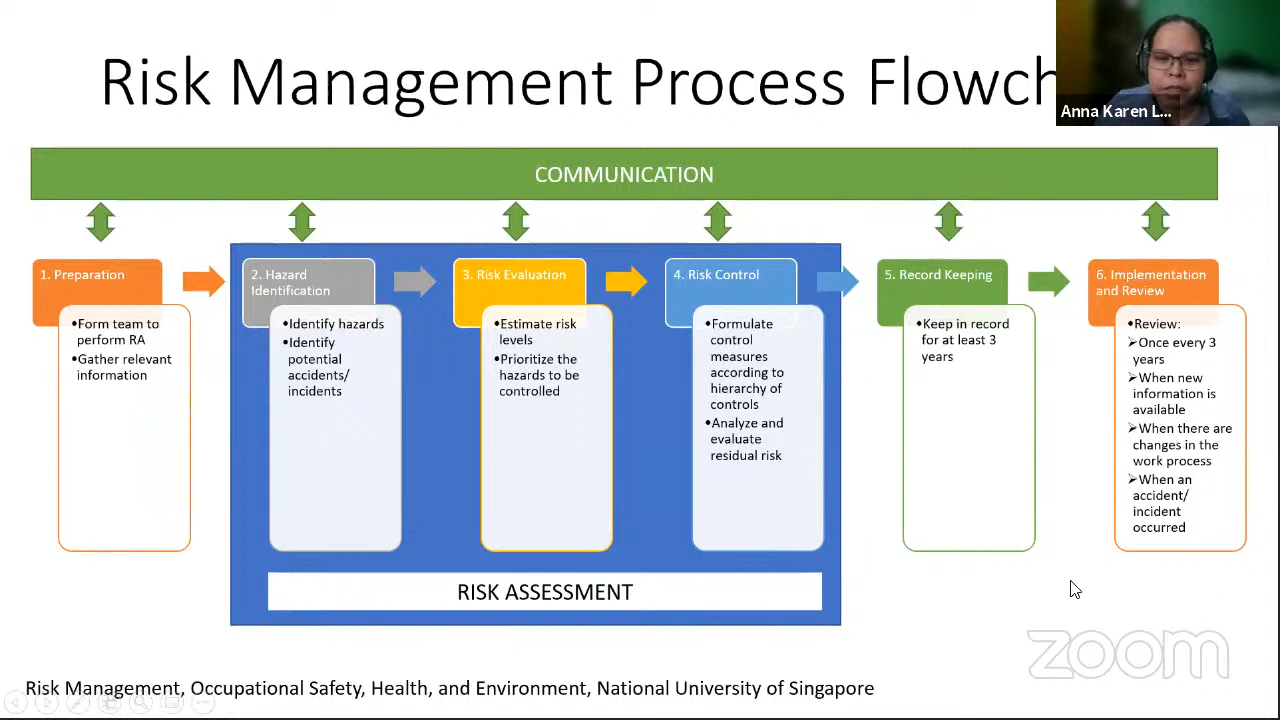 Risk Management Process Flowch
Anna Karen L...
COMMUNICATION
1. Preparation
•Form team to
perform RA
•Gather relevant
information
2. Hazard
Identification
•Identify hazards
•Identify
potential
accidents/
incidents
3. Risk Evaluation
•Estimate risk
levels
•Prioritize the
hazards to be
controlled
4. Risk Control
•Formulate
control
measures
according to
hierarchy of
controls
•Analyze and
evaluate
residual risk
5. Record Keeping
•Keep in record
for at least 3
years
6. Implementation
and Review
•Review:
➢Once every 3
years
➢When new
information is
available
➢When there are
changes in the
work process
➢When an
accident/
incident
occurred
RISK ASSESSMENT
zoom
Risk Management, Occupational Safety, Health, and Environment, National University of Singapore